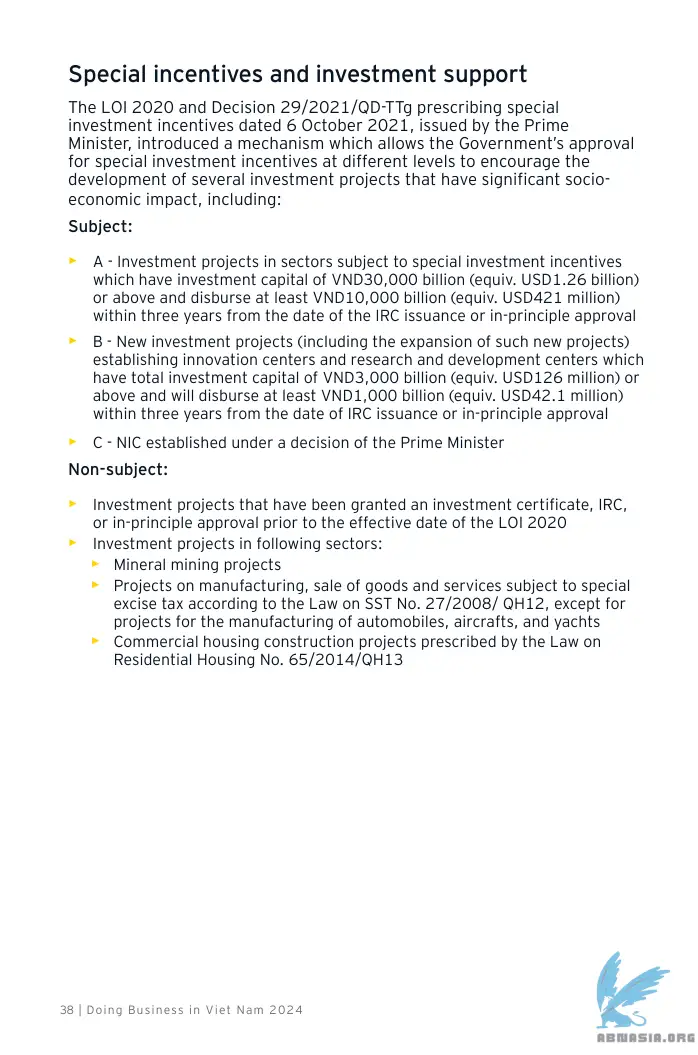 Special incentives and investment support
The LOI 2020 and Decision 29/2021/QD-TTg prescribing special
investment incentives dated 6 October 2021, issued by the Prime
Minister, introduced a mechanism which allows the Government’s approval
for special investment incentives at different levels to encourage the
development of several investment projects that have significant socio-
economic impact, including:
Subject:
► A - Investment projects in sectors subject to special investment incentives
which have investment capital of VND30,000 billion (equiv. USD1.26 billion)
or above and disburse at least VND10,000 billion (equiv. USD421 million)
within three years from the date of the IRC issuance or in-principle approval
► B - New investment projects (including the expansion of such new projects)
establishing innovation centers and research and development centers which
have total investment capital of VND3,000 billion (equiv. USD126 million) or
above and will disburse at least VND1,000 billion (equiv. USD42.1 million)
within three years from the date of IRC issuance or in-principle approval
► C - NIC established under a decision of the Prime Minister
Non-subject:
► Investment projects that have been granted an investment certificate, IRC,
or in-principle approval prior to the effective date of the LOI 2020
► Investment projects in following sectors:
► Mineral mining projects
► Projects on manufacturing, sale of goods and services subject to special
excise tax according to the Law on SST No. 27/2008/ QH12, except for
projects for the manufacturing of automobiles, aircrafts, and yachts
► Commercial housing construction projects prescribed by the Law on
Residential Housing No. 65/2014/QH13
38 | Doing Business in Viet Nam 2024
ABNASIA.ORG